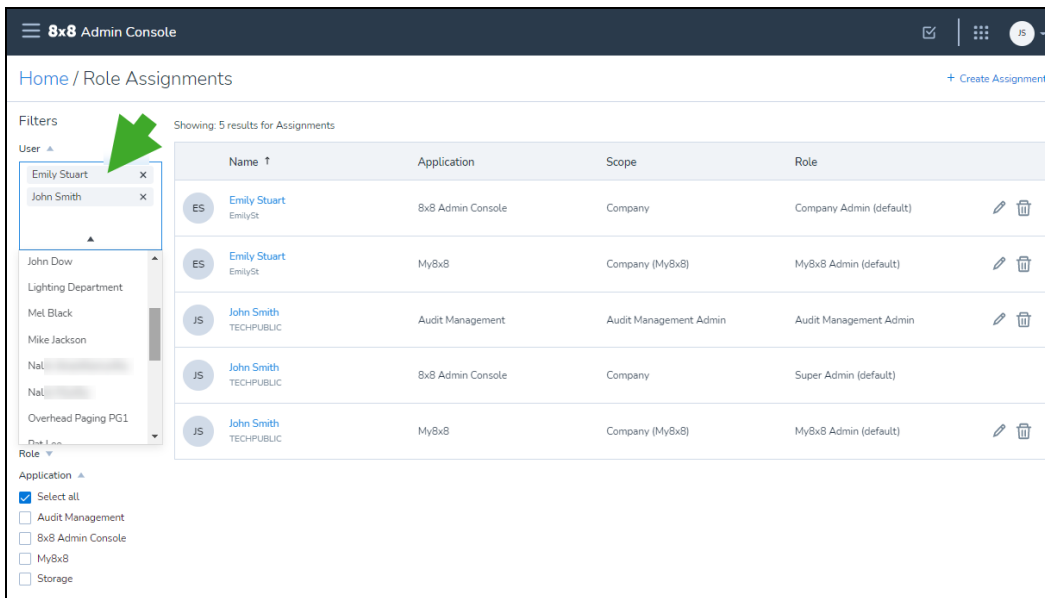 8x8 Admin Console
JS
Home / Role Assignments
+ Create Assignment
Filters
Showing: 5 results for Assignments
User
Emily Stuart x
John Smith x
John Dow
Lighting Department
Mel Black
Mike Jackson
Nal
Nal
Overhead Paging PG1
Pat Lee
Role
Application
Select all
Audit Management
8x8 Admin Console
My8x8
Storage
Name ↑ Application Scope Role
ES Emily Stuart 8x8 Admin Console Company Company Admin (default)
EmilySt
ES Emily Stuart My8x8 Company (My8x8) My8x8 Admin (default)
EmilySt
JS John Smith Audit Management Audit Management Admin Audit Management Admin
TECHPUBLIC
JS John Smith 8x8 Admin Console Company Super Admin (default)
TECHPUBLIC
JS John Smith My8x8 Company (My8x8) My8x8 Admin (default)
TECHPUBLIC